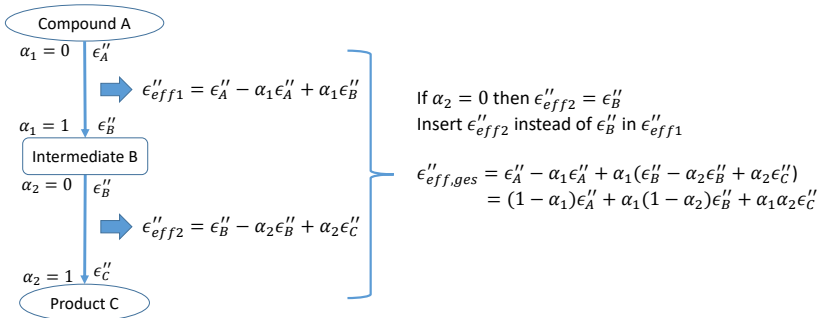 Compound A
α₁ = 0 ϵ″_A
ϵ″_eff1 = ϵ″_A − α₁ϵ″_A + α₁ϵ″_B
α₁ = 1 ϵ″_B
Intermediate B
α₂ = 0 ϵ″_B
ϵ″_eff2 = ϵ″_B − α₂ϵ″_B + α₂ϵ″_C
α₂ = 1 ϵ″_C
Product C
If α₂ = 0 then ϵ″_eff2 = ϵ″_B
Insert ϵ″_eff2 instead of ϵ″_B in ϵ″_eff1
ϵ″_eff,ges = ϵ″_A − α₁ϵ″_A + α₁(ϵ″_B − α₂ϵ″_B + α₂ϵ″_C)
= (1 − α₁)ϵ″_A + α₁(1 − α₂)ϵ″_B + α₁α₂ϵ″_C